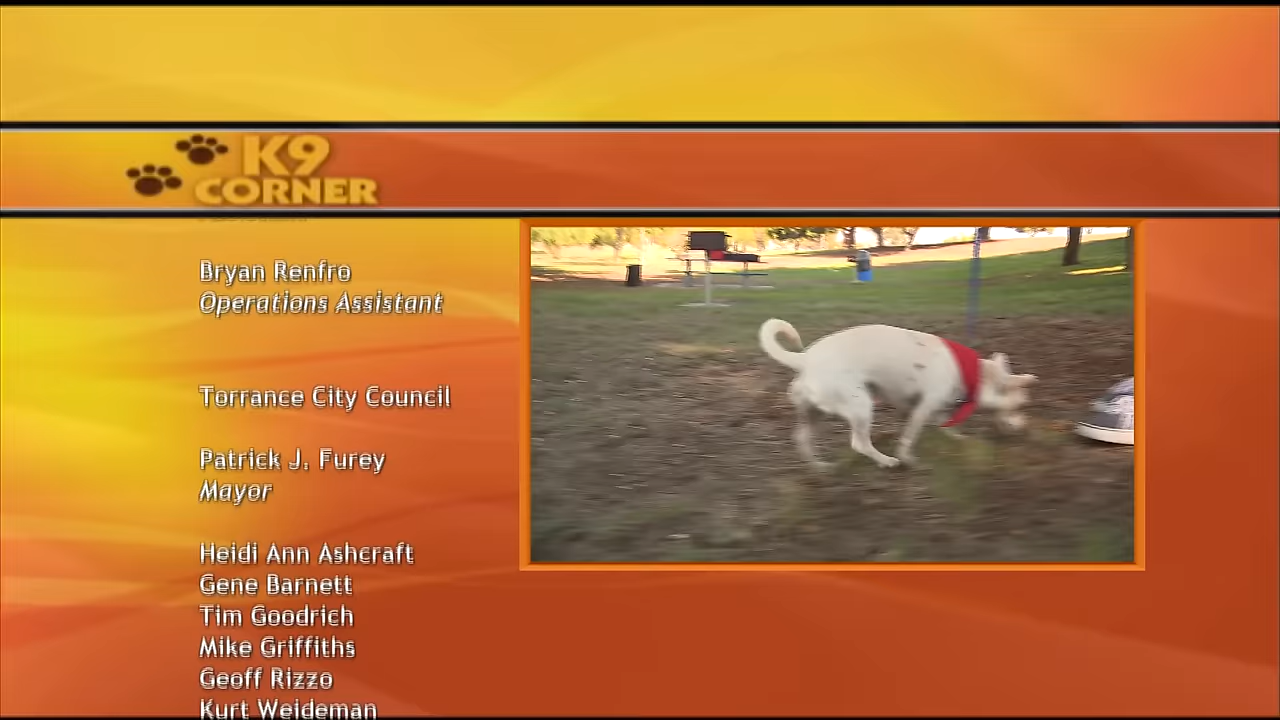 K9
CORNER
Bryan Renfro
Operations Assistant
Torrance City Council
Patrick J. Furey
Mayor
Heidi Ann Ashcraft
Gene Barnett
Tim Goodrich
Mike Griffiths
Geoff Rizzo
Kurt Weideman